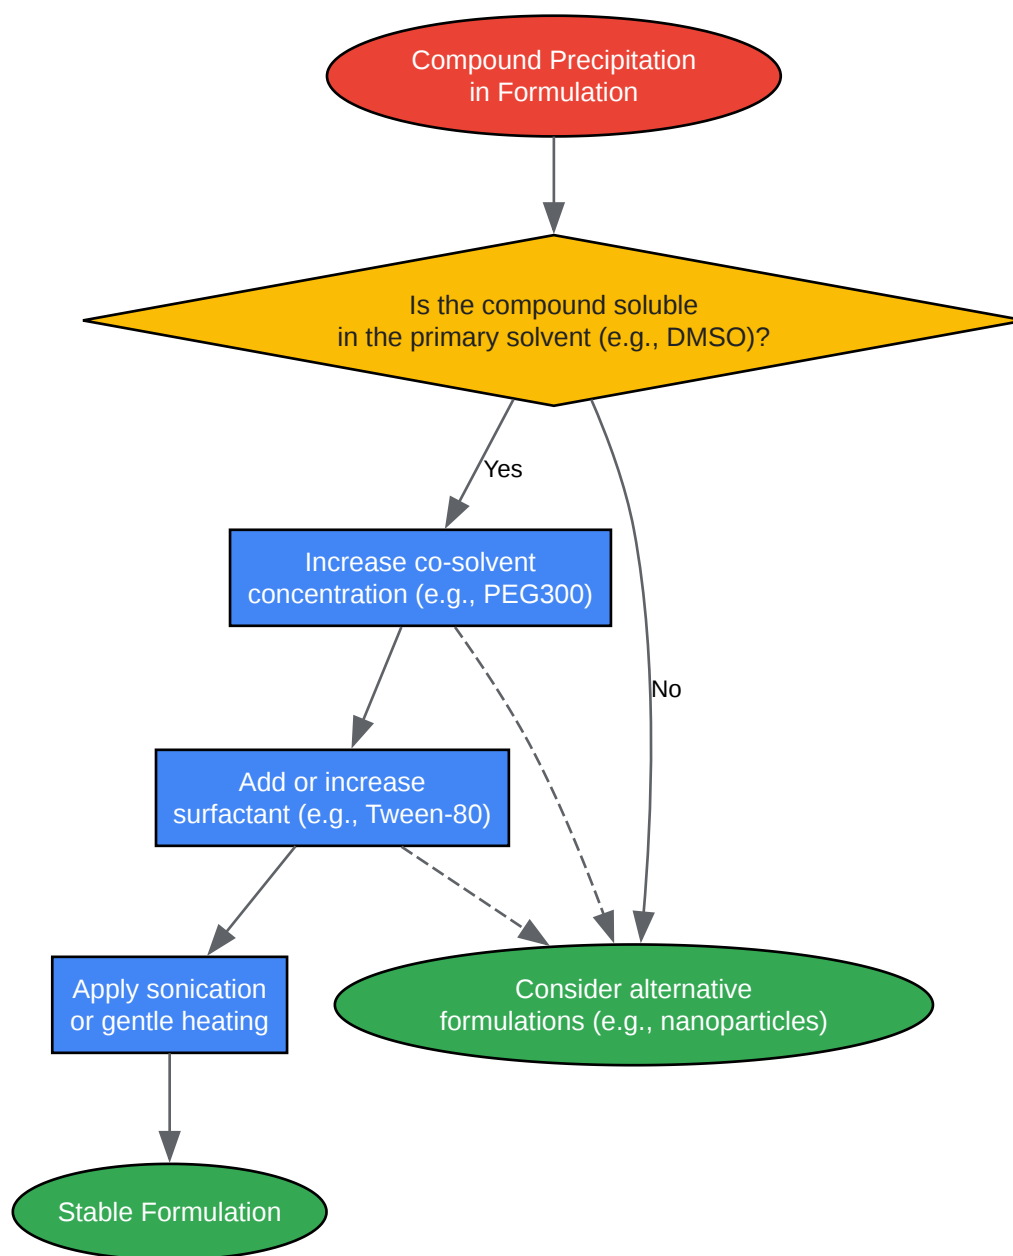 Compound Precipitation
in Formulation
Is the compound soluble
in the primary solvent (e.g., DMSO)?
Yes
Increase co-solvent
concentration (e.g., PEG300)
No
Add or increase
surfactant (e.g., Tween-80)
Apply sonication
or gentle heating
Consider alternative
formulations (e.g., nanoparticles)
Stable Formulation